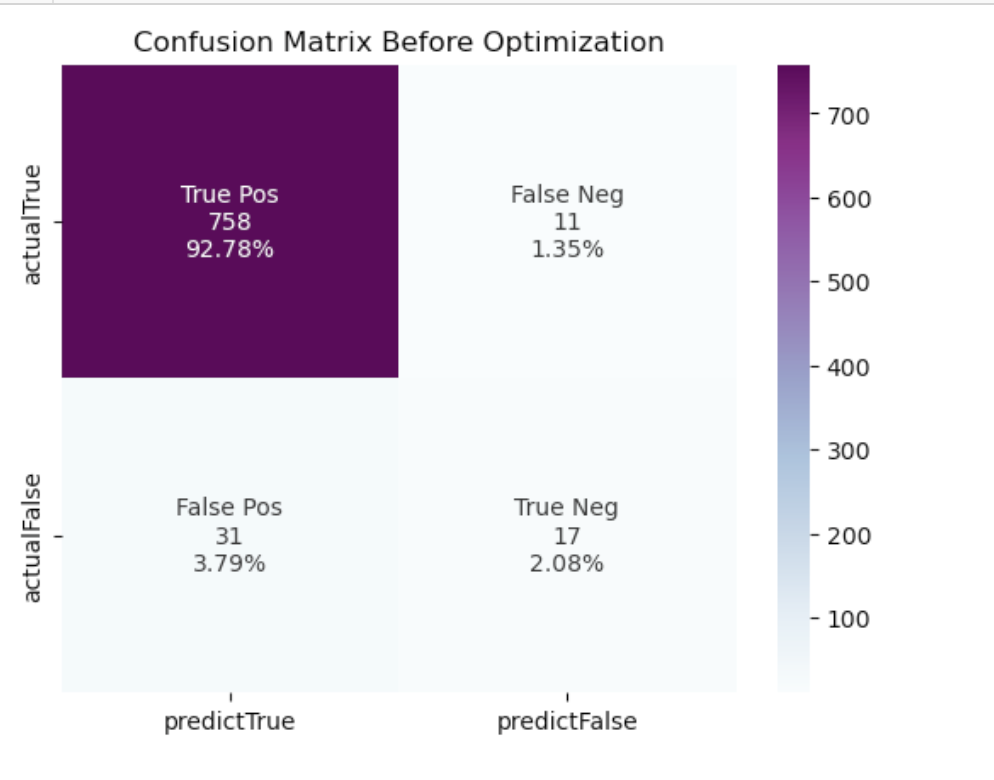 Confusion Matrix Before Optimization
actualTrue
True Pos
758
92.78%
False Neg
11
1.35%
actualFalse
False Pos
31
3.79%
True Neg
17
2.08%
predictTrue
predictFalse
700
600
500
400
300
200
100